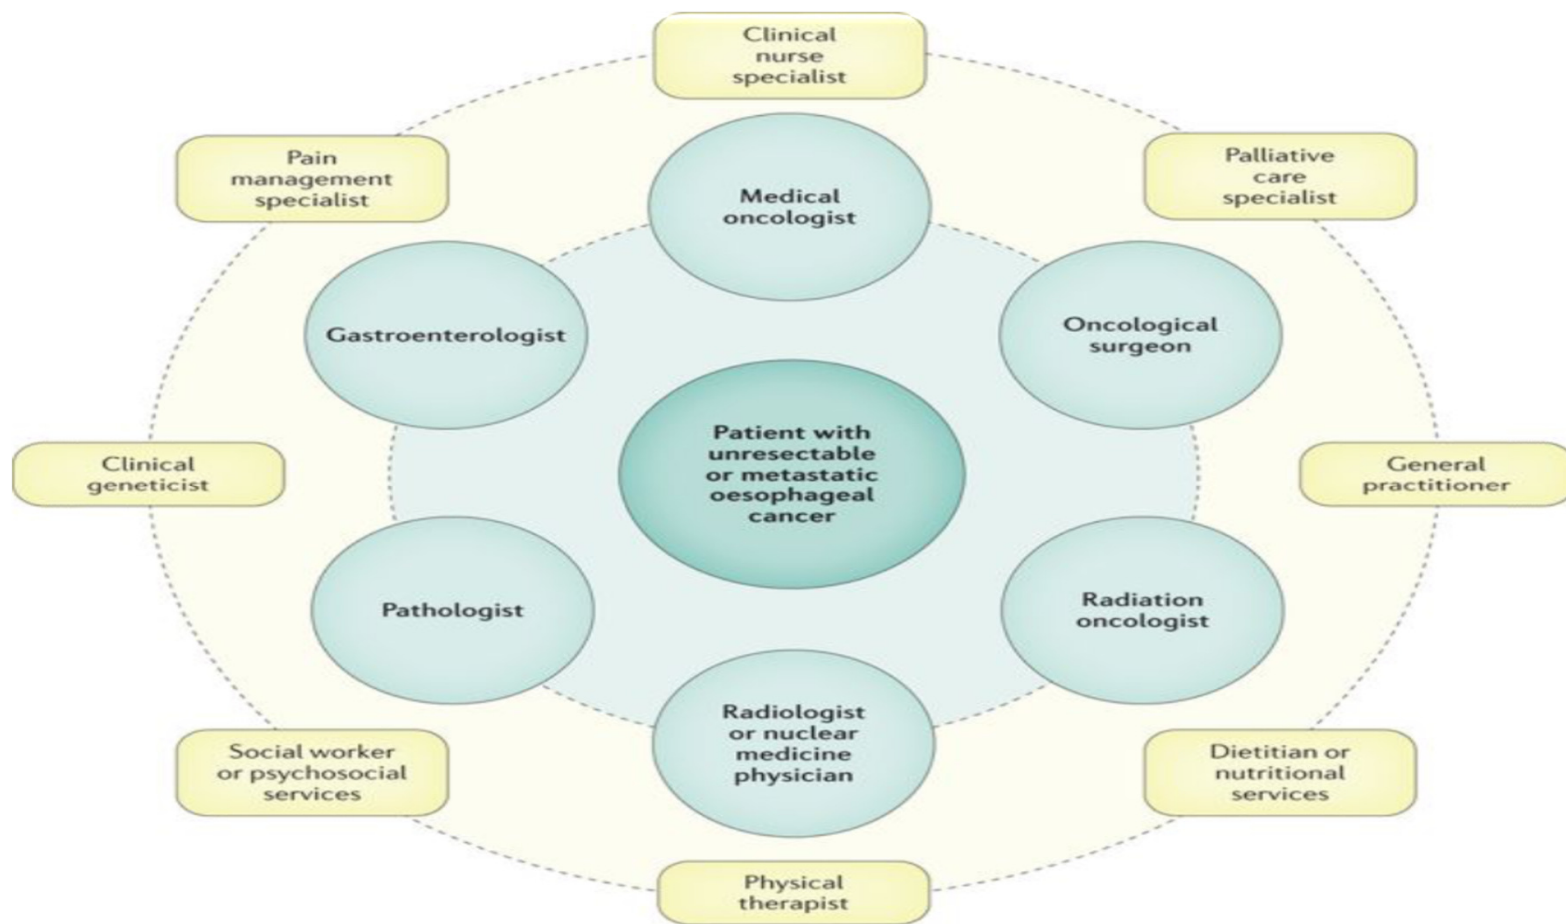 Clinical
nurse
specialist
Pain
management
specialist
Palliative
care
specialist
Medical
oncologist
Gastroenterologist
Oncological
surgeon
Patient with
unresectable
or metastatic
oesophageal
cancer
Clinical
geneticist
General
practitioner
Pathologist
Radiation
oncologist
Radiologist
or nuclear
medicine
physician
Social worker
or psychosocial
services
Dietitian or
nutritional
services
Physical
therapist